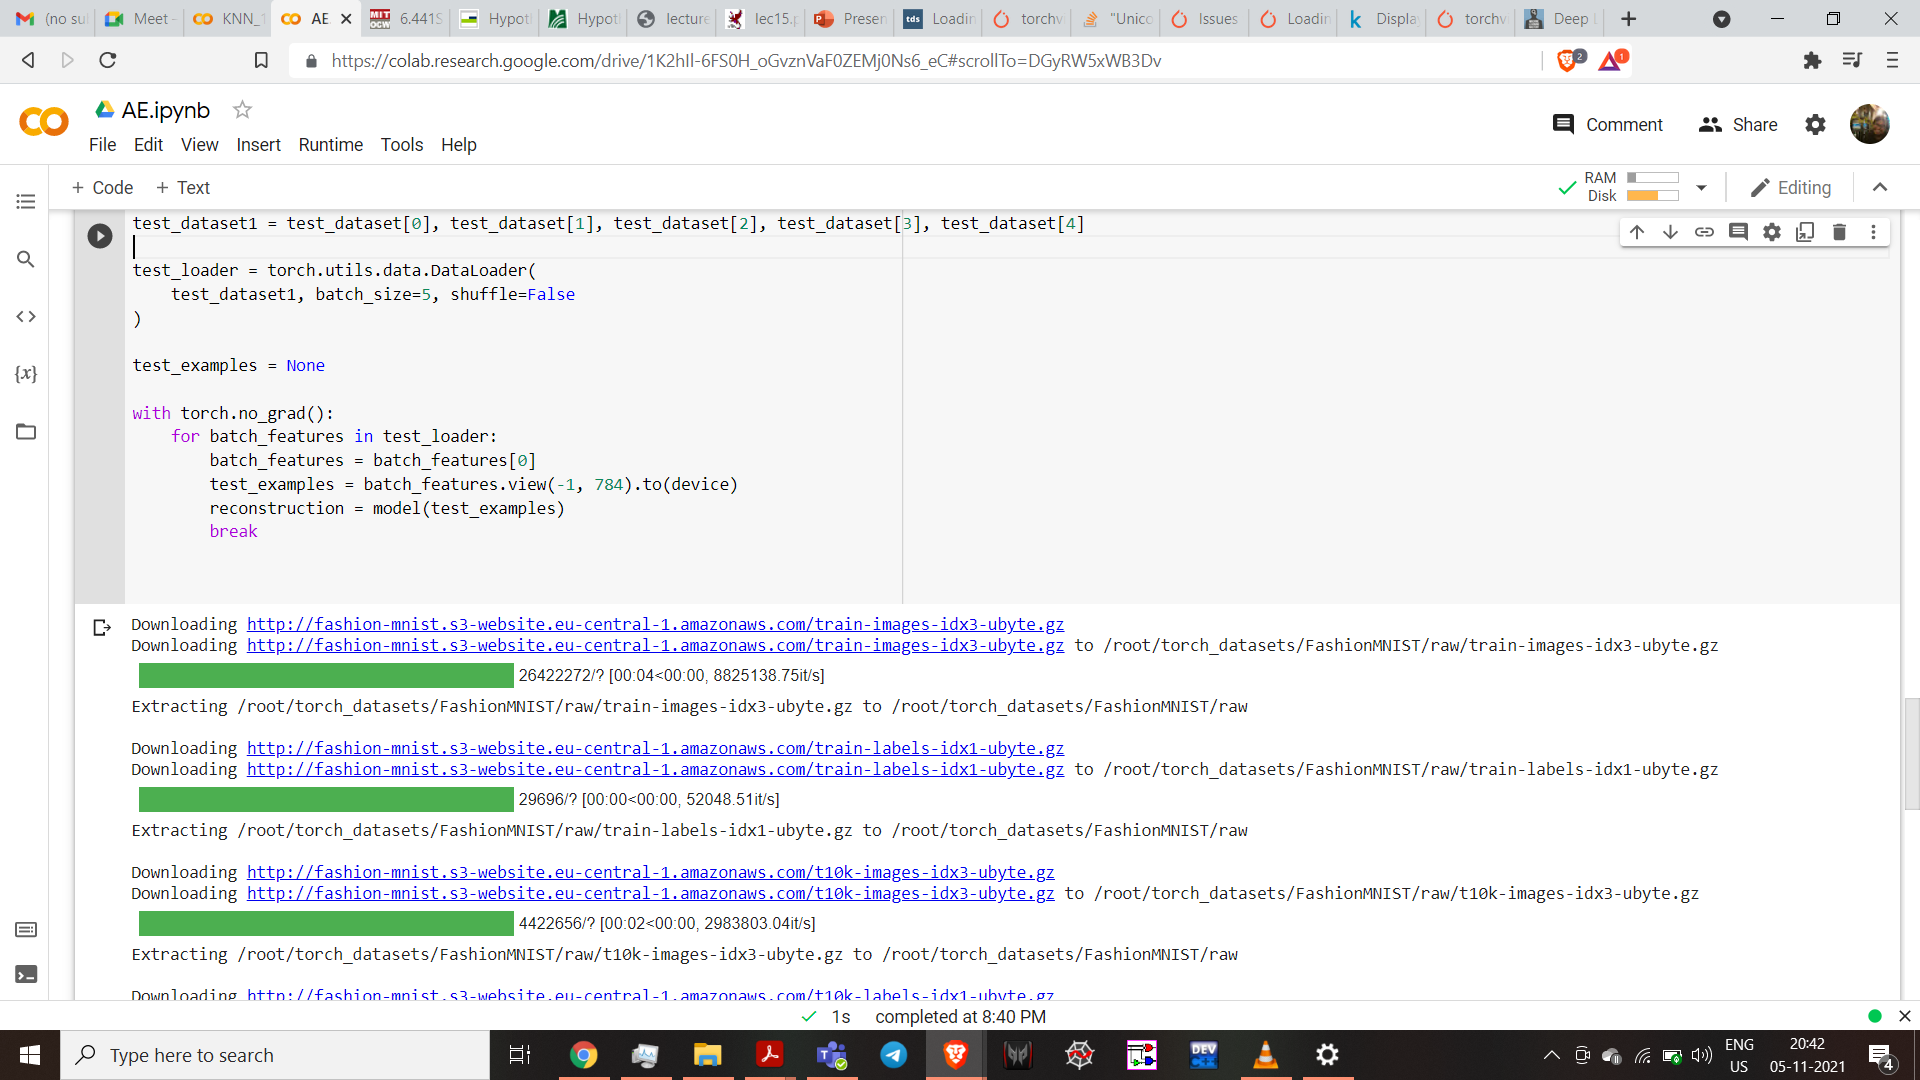 (no sul
Meet -
KNN_1
AE
6.441S
Hypoth
Hypoth
lecture
lec15.p
Presen
Loadin
torchvi
"Unico
Issues
Loadin
Display
torchvi
Deep L
https://colab.research.google.com/drive/1K2hIl-6FS0H_oGvznVaF0ZEMj0Ns6_eC#scrollTo=DGyRW5xWB3Dv
2
1
AE.ipynb
Comment
Share
File Edit View Insert Runtime Tools Help
+ Code + Text
RAM
Disk
Editing
test_dataset1 = test_dataset[0], test_dataset[1], test_dataset[2], test_dataset[3], test_dataset[4]
test_loader = torch.utils.data.DataLoader(
test_dataset1, batch_size=5, shuffle=False
)
test_examples = None
with torch.no_grad():
for batch_features in test_loader:
batch_features = batch_features[0]
test_examples = batch_features.view(-1, 784).to(device)
reconstruction = model(test_examples)
break
Downloading http://fashion-mnist.s3-website.eu-central-1.amazonaws.com/train-images-idx3-ubyte.gz
Downloading http://fashion-mnist.s3-website.eu-central-1.amazonaws.com/train-images-idx3-ubyte.gz to /root/torch_datasets/FashionMNIST/raw/train-images-idx3-ubyte.gz
26422272/? [00:04<00:00, 8825138.75it/s]
Extracting /root/torch_datasets/FashionMNIST/raw/train-images-idx3-ubyte.gz to /root/torch_datasets/FashionMNIST/raw
Downloading http://fashion-mnist.s3-website.eu-central-1.amazonaws.com/train-labels-idx1-ubyte.gz
Downloading http://fashion-mnist.s3-website.eu-central-1.amazonaws.com/train-labels-idx1-ubyte.gz to /root/torch_datasets/FashionMNIST/raw/train-labels-idx1-ubyte.gz
29696/? [00:00<00:00, 52048.51it/s]
Extracting /root/torch_datasets/FashionMNIST/raw/train-labels-idx1-ubyte.gz to /root/torch_datasets/FashionMNIST/raw
Downloading http://fashion-mnist.s3-website.eu-central-1.amazonaws.com/t10k-images-idx3-ubyte.gz
Downloading http://fashion-mnist.s3-website.eu-central-1.amazonaws.com/t10k-images-idx3-ubyte.gz to /root/torch_datasets/FashionMNIST/raw/t10k-images-idx3-ubyte.gz
4422656/? [00:02<00:00, 2983803.04it/s]
Extracting /root/torch_datasets/FashionMNIST/raw/t10k-images-idx3-ubyte.gz to /root/torch_datasets/FashionMNIST/raw
Downloading http://fashion-mnist.s3-website.eu-central-1.amazonaws.com/t10k-labels-idx1-ubyte.gz
1s completed at 8:40 PM
Type here to search
DEV
C++
ENG
US
20:42
05-11-2021
4